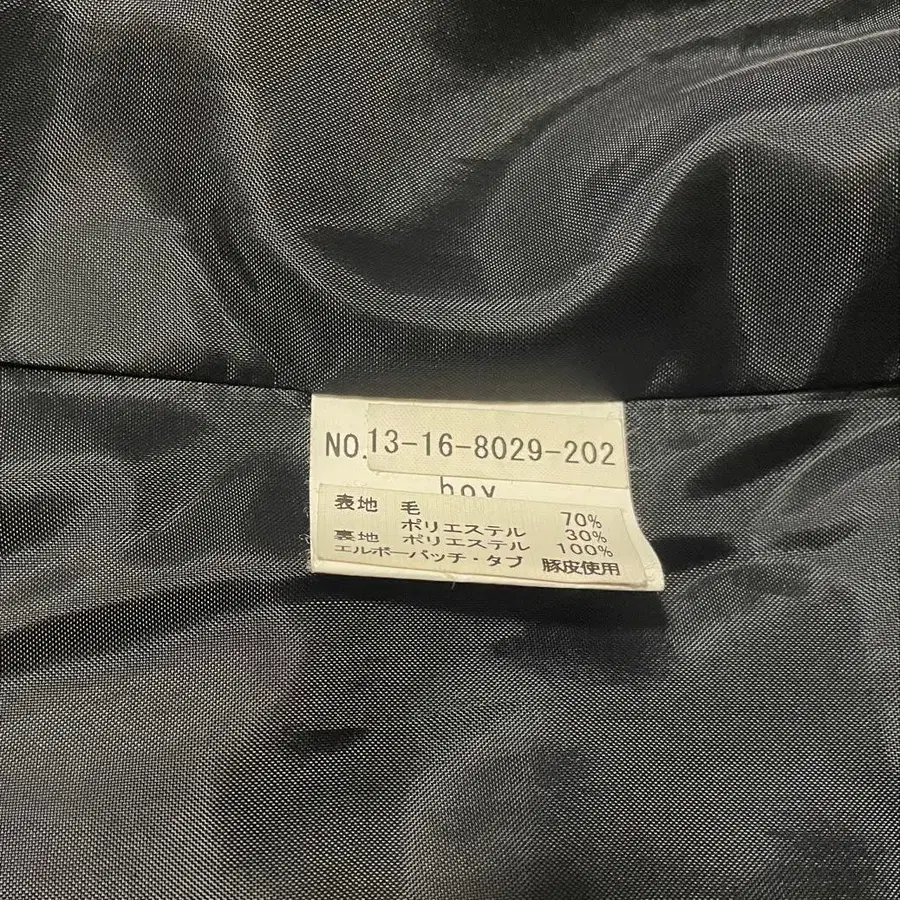 NO.13-16-8029-202
boy
表地 毛 70%
ポリエステル 30%
裏地 ポリエステル 100%
エルボーパッチ・タブ 豚皮使用